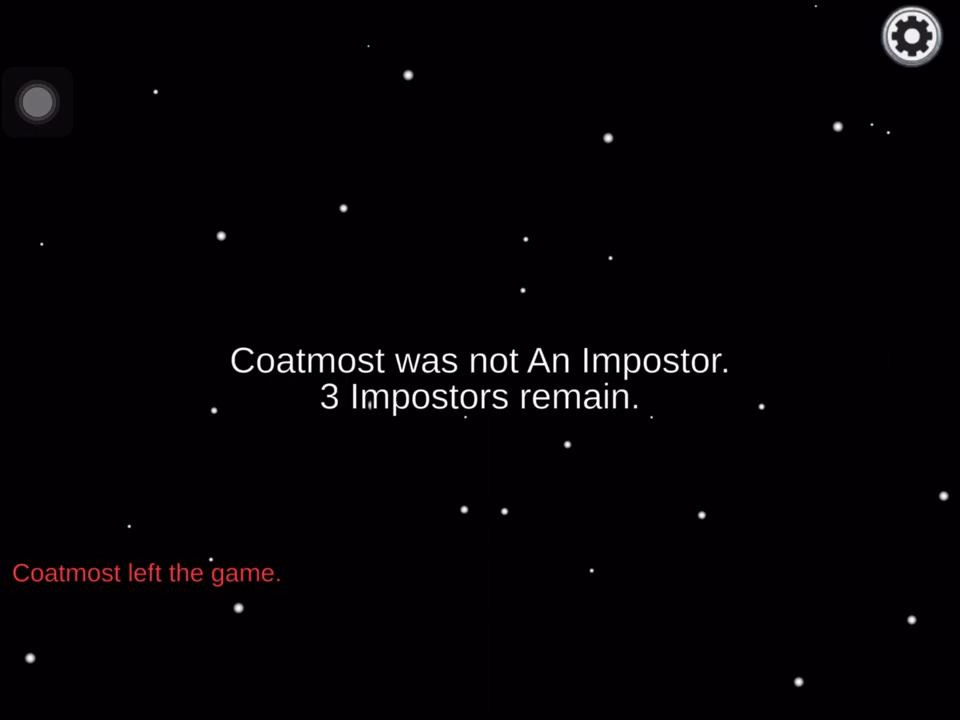 Coatmost was not An Impostor.
3 Impostors remain.
Coatmost left the game.